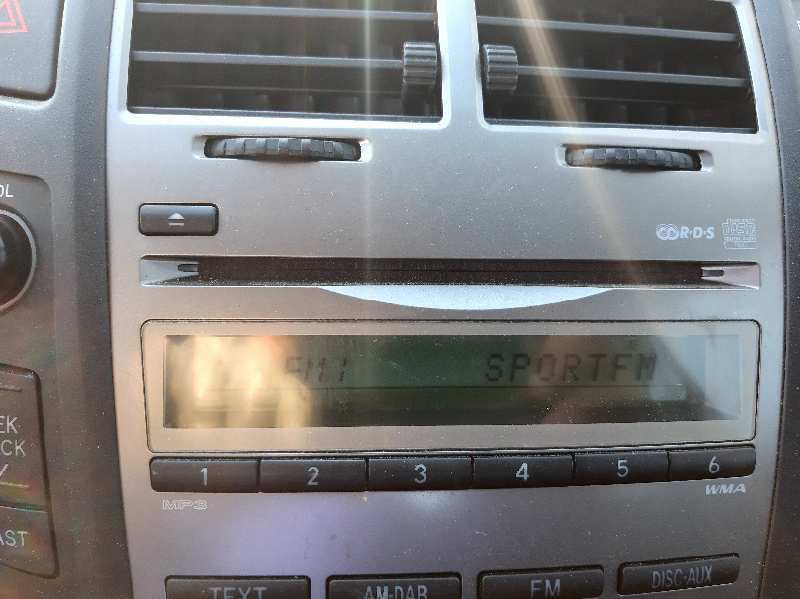 OL
R·D·S
FM1 SPORTFM
1 2 3 4 5 6
MP3 WMA
EK
CK
AST
TEXT AM·DAB FM DISC·AUX